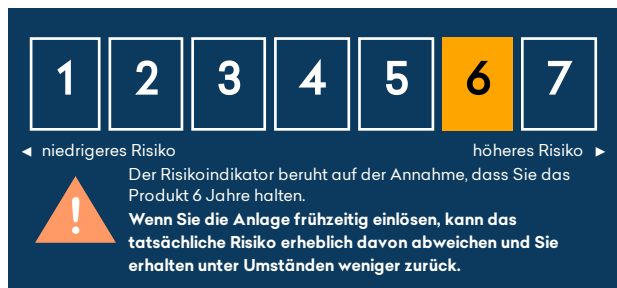 1 2 3 4 5 6 7
◄ niedrigeres Risiko höheres Risiko ►
Der Risikoindikator beruht auf der Annahme, dass Sie das
Produkt 6 Jahre halten.
Wenn Sie die Anlage frühzeitig einlösen, kann das
tatsächliche Risiko erheblich davon abweichen und Sie
erhalten unter Umständen weniger zurück.
!